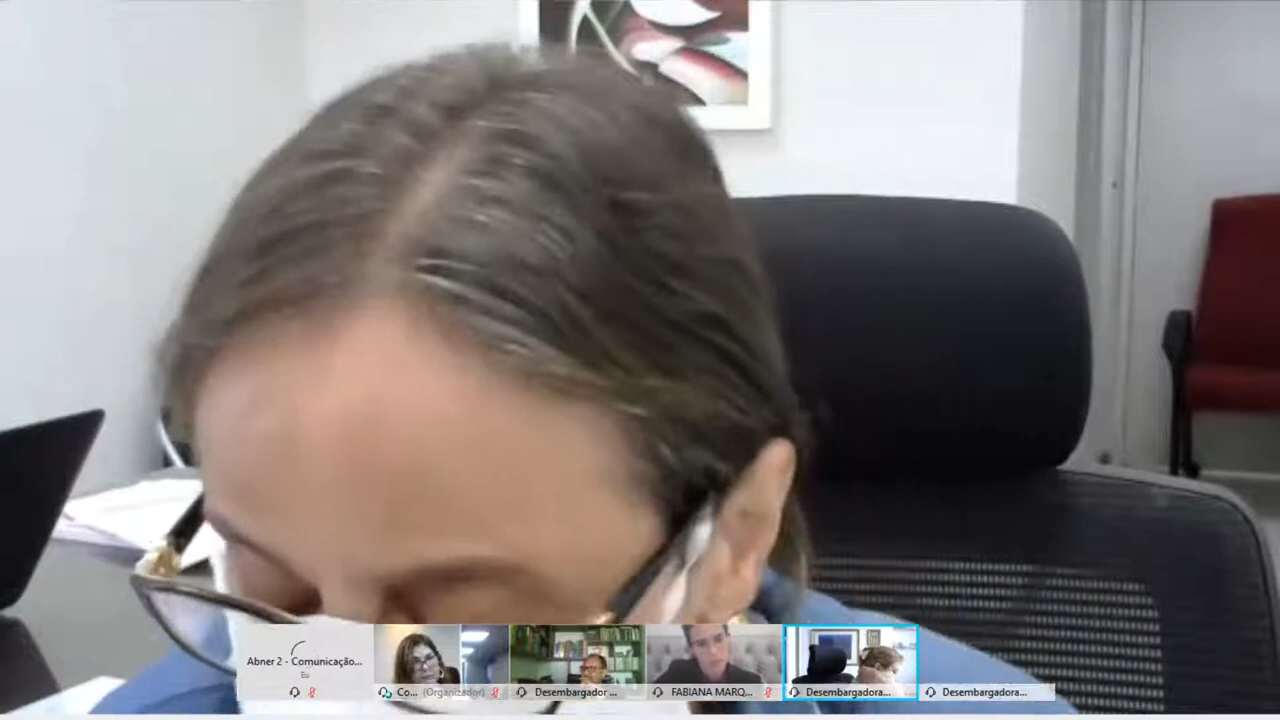 Abner 2 - Comunicação...
Eu
Co... (Organizador)
Desembargador ...
FABIANA MARQ...
Desembargadora...
Desembargadora...